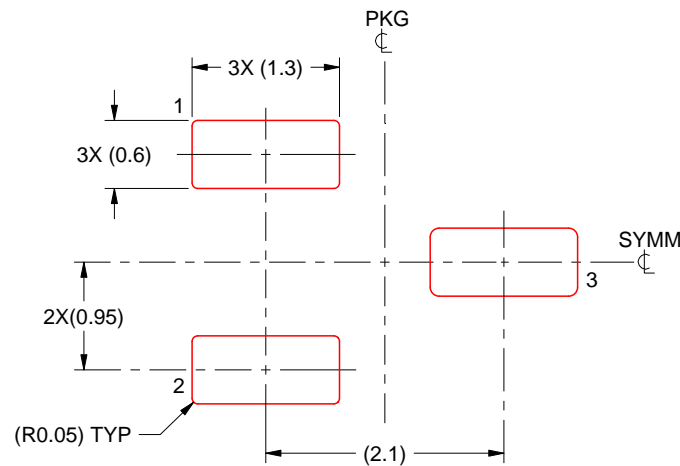 PKG
℄
3X (1.3)
1
3X (0.6)
SYMM
℄
3
2X(0.95)
2
(R0.05) TYP
(2.1)